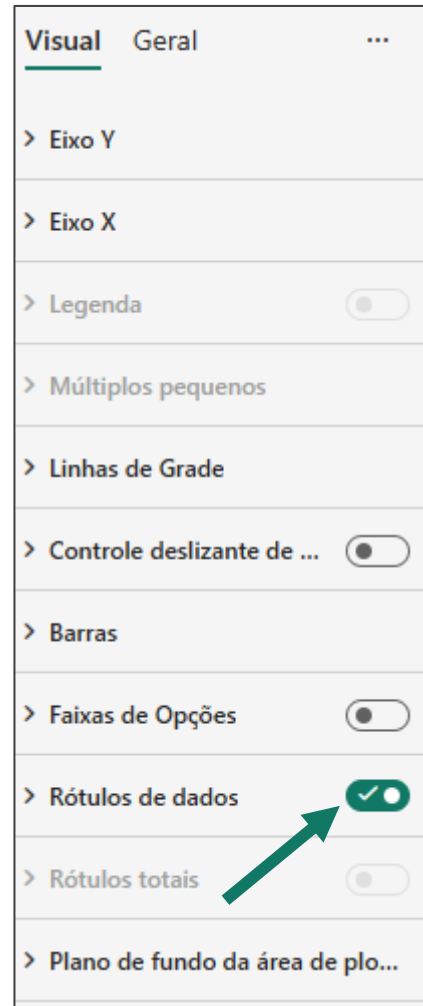 Visual Geral ...
Eixo Y
Eixo X
Legenda
Múltiplos pequenos
Linhas de Grade
Controle deslizante de ...
Barras
Faixas de Opções
Rótulos de dados
Rótulos totais
Plano de fundo da área de plo...